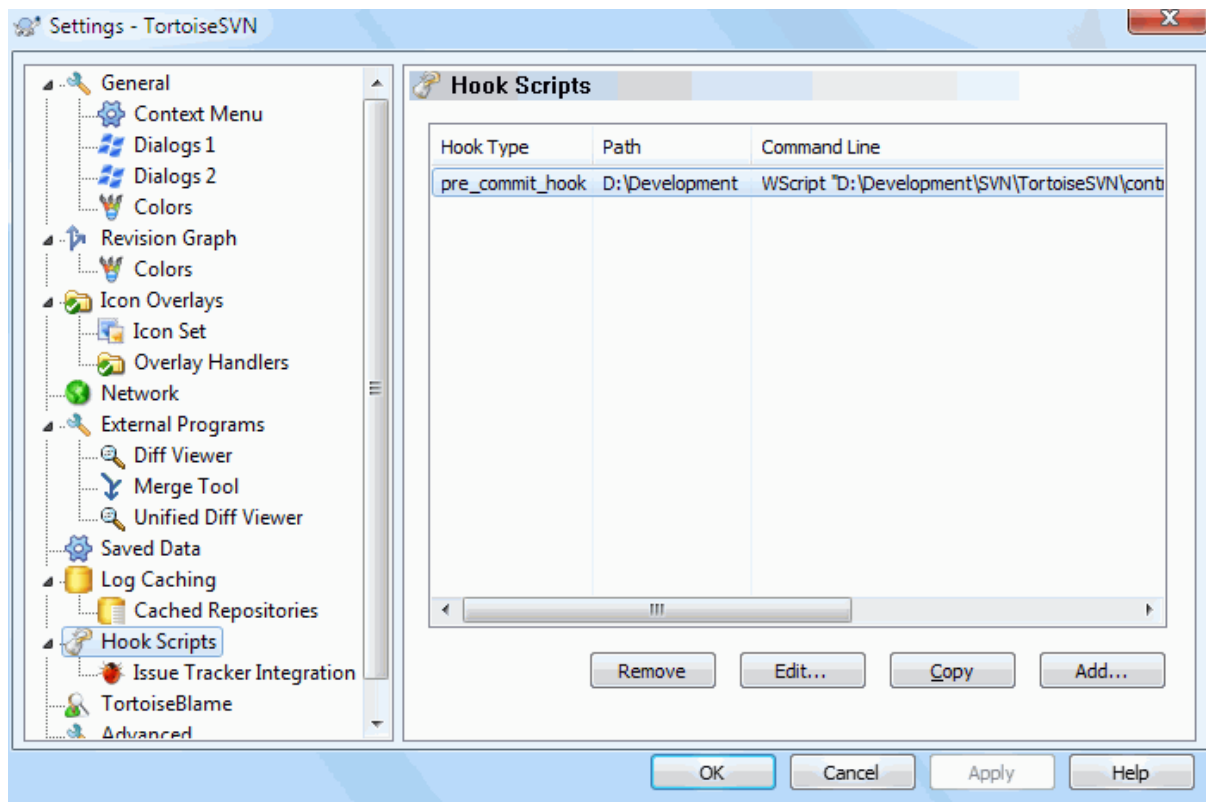 Settings - TortoiseSVN
General
Context Menu
Dialogs 1
Dialogs 2
Colors
Revision Graph
Colors
Icon Overlays
Icon Set
Overlay Handlers
Network
External Programs
Diff Viewer
Merge Tool
Unified Diff Viewer
Saved Data
Log Caching
Cached Repositories
Hook Scripts
Issue Tracker Integration
TortoiseBlame
Advanced
Hook Scripts
Hook Type Path Command Line
pre_commit_hook D:\Development WScript "D:\Development\SVN\TortoiseSVN\cont
Remove Edit... Copy Add...
OK Cancel Apply Help